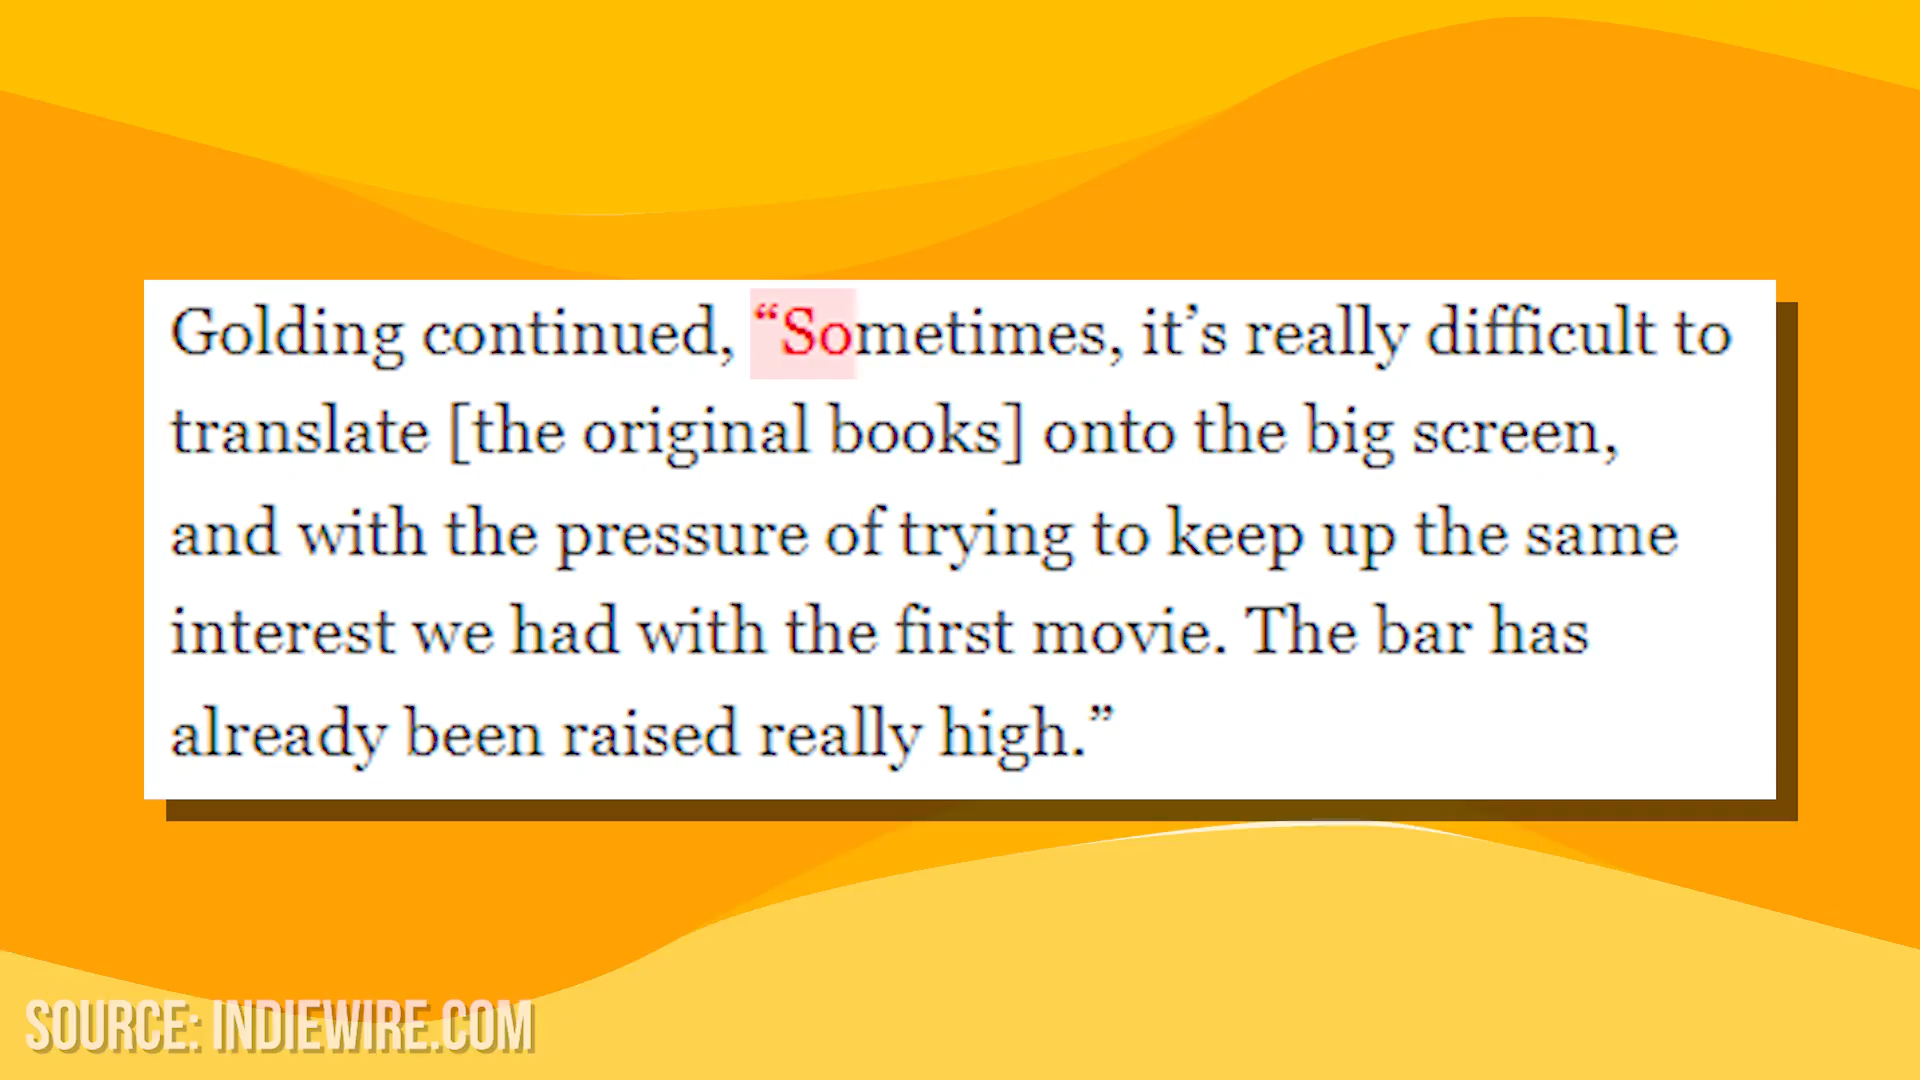 Golding continued, “Sometimes, it’s really difficult to
translate [the original books] onto the big screen,
and with the pressure of trying to keep up the same
interest we had with the first movie. The bar has
already been raised really high.”
SOURCE: INDIEWIRE.COM